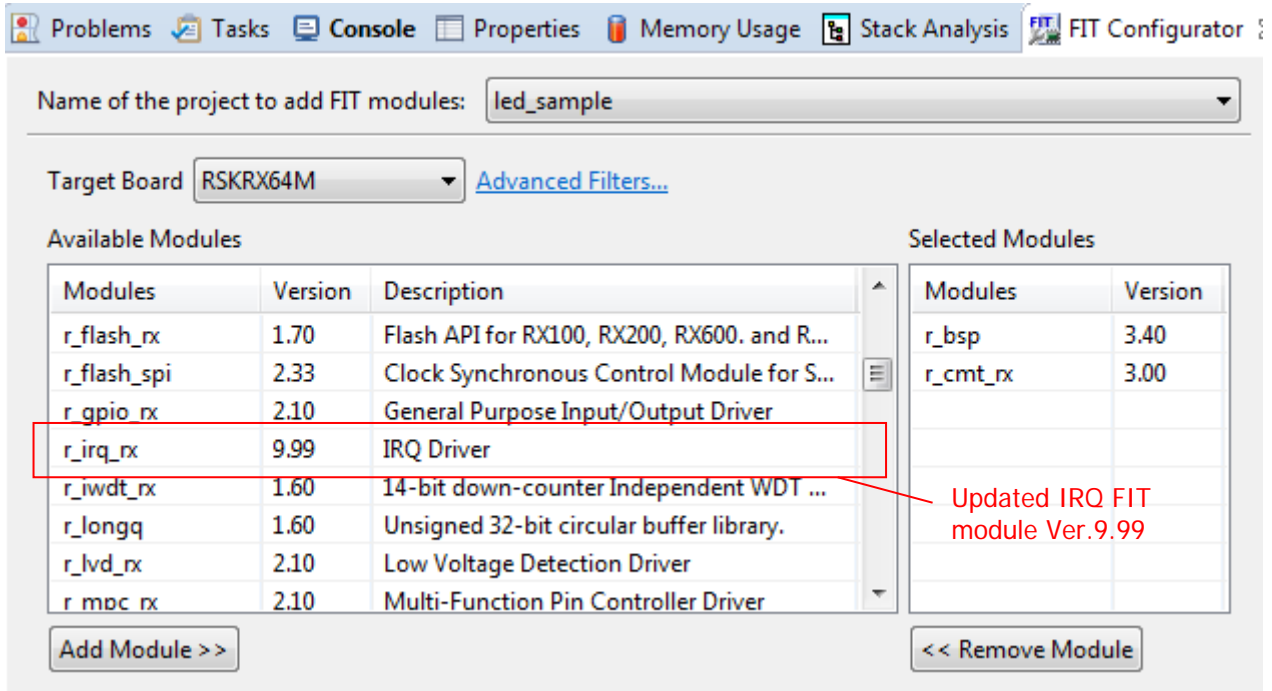 Problems Tasks Console Properties Memory Usage Stack Analysis FIT Configurator
Name of the project to add FIT modules: led_sample
Target Board RSKRX64M Advanced Filters...
Available Modules Selected Modules
Modules Version Description Modules Version
r_flash_rx 1.70 Flash API for RX100, RX200, RX600. and R... r_bsp 3.40
r_flash_spi 2.33 Clock Synchronous Control Module for S... r_cmt_rx 3.00
r_gpio_rx 2.10 General Purpose Input/Output Driver
r_irq_rx 9.99 IRQ Driver
r_iwdt_rx 1.60 14-bit down-counter Independent WDT ...
Updated IRQ FIT
r_longq 1.60 Unsigned 32-bit circular buffer library.
module Ver.9.99
r_lvd_rx 2.10 Low Voltage Detection Driver
r_mpc_rx 2.10 Multi-Function Pin Controller Driver
Add Module >> << Remove Module